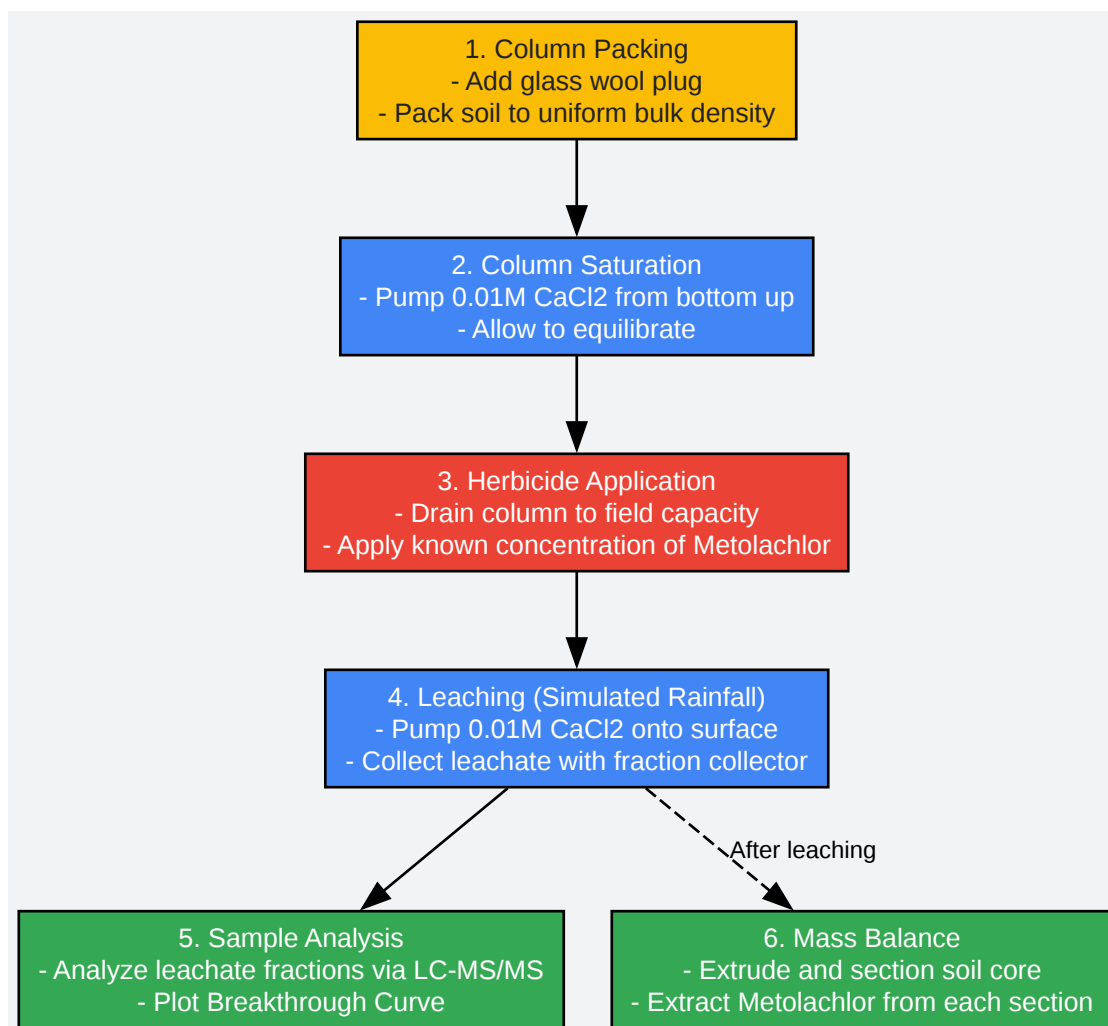 1. Column Packing
- Add glass wool plug
- Pack soil to uniform bulk density
2. Column Saturation
- Pump 0.01M CaCl2 from bottom up
- Allow to equilibrate
3. Herbicide Application
- Drain column to field capacity
- Apply known concentration of Metolachlor
4. Leaching (Simulated Rainfall)
- Pump 0.01M CaCl2 onto surface
- Collect leachate with fraction collector
After leaching
5. Sample Analysis
- Analyze leachate fractions via LC-MS/MS
- Plot Breakthrough Curve
6. Mass Balance
- Extrude and section soil core
- Extract Metolachlor from each section